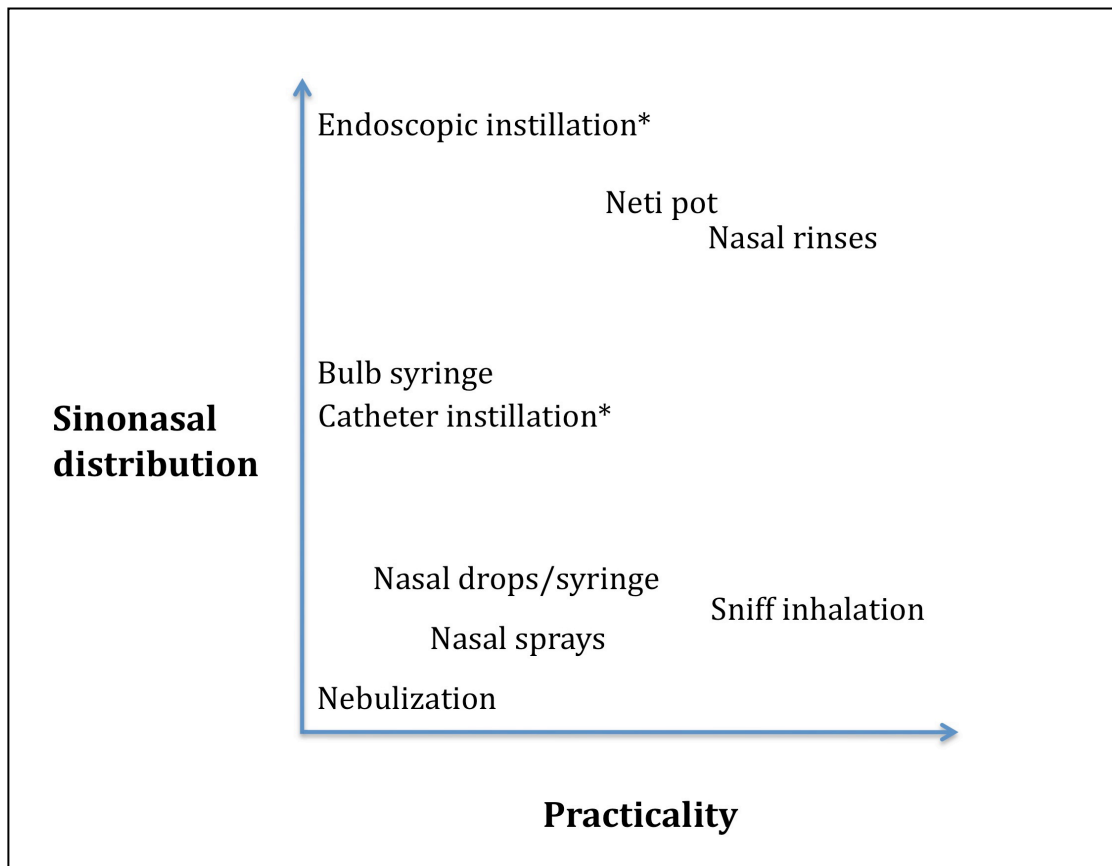 Endoscopic instillation*
Neti pot
Nasal rinses
Bulb syringe
Catheter instillation*
Sinonasal
distribution
Nasal drops/syringe
Sniff inhalation
Nasal sprays
Nebulization
Practicality